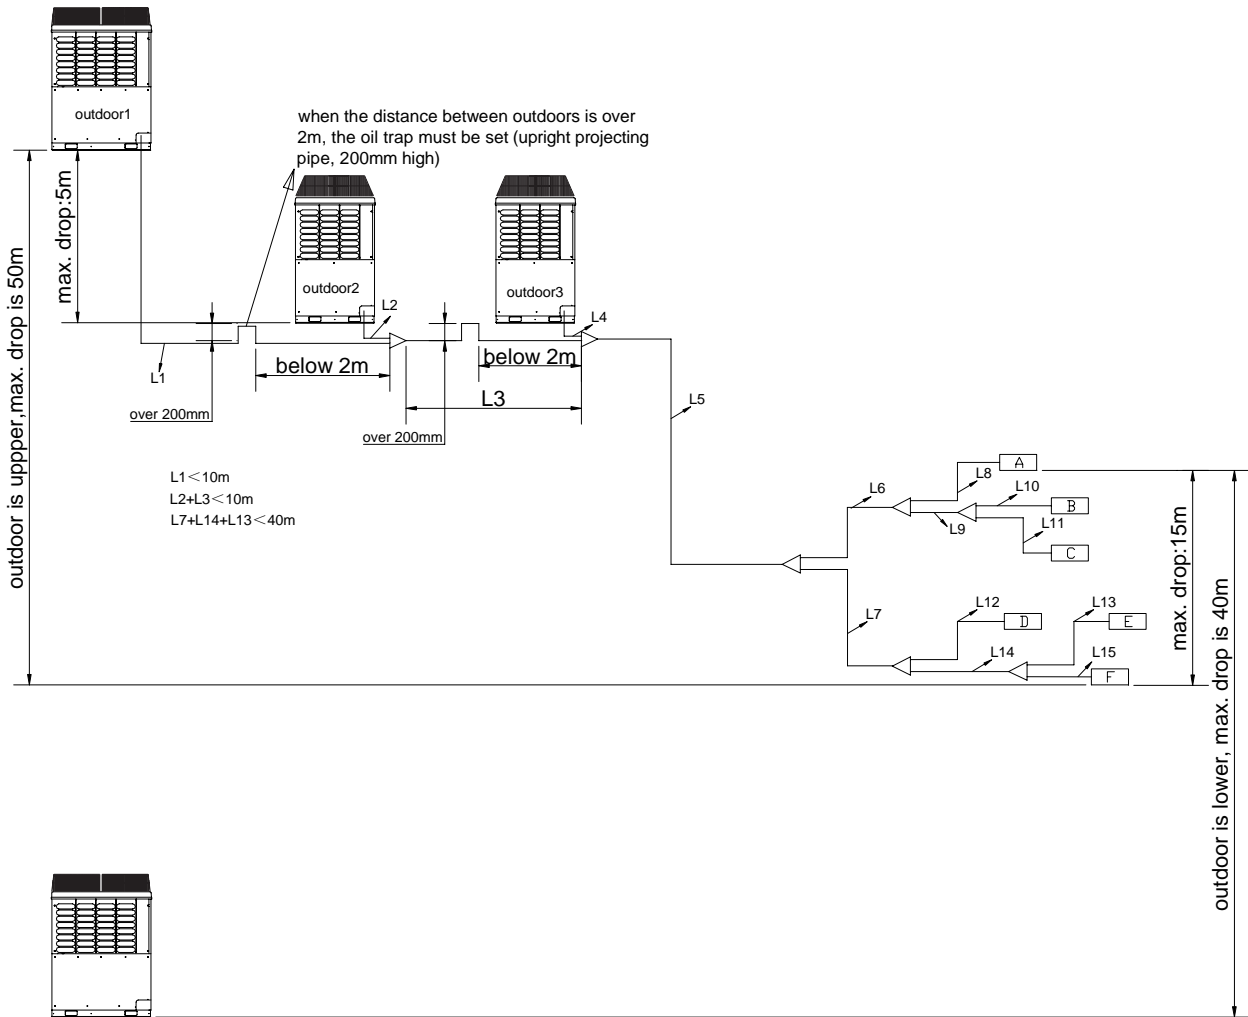 outdoor1
when the distance between outdoors is over
2m, the oil trap must be set (upright projecting
pipe, 200mm high)
max. drop:5m
outdoor is uppper,max. drop is 50m
outdoor2
outdoor3
L2
L4
L1
below 2m
below 2m
L3
over 200mm
over 200mm
L5
L1<10m
L2+L3<10m
L7+L14+L13<40m
A
L8
L6
L10
B
L9
L11
C
L12
D
L13
E
L7
L14
L15
F
max. drop:15m
outdoor is lower, max. drop is 40m